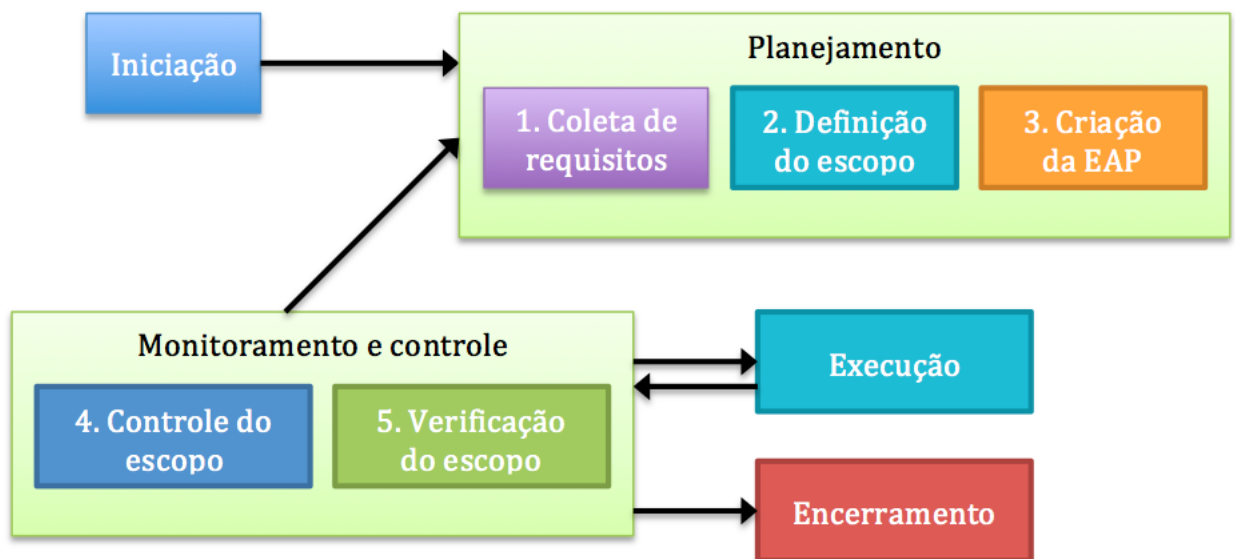 Iniciação
Planejamento
1. Coleta de
requisitos
2. Definição
do escopo
3. Criação
da EAP
Monitoramento e controle
4. Controle do
escopo
5. Verificação
do escopo
Execução
Encerramento